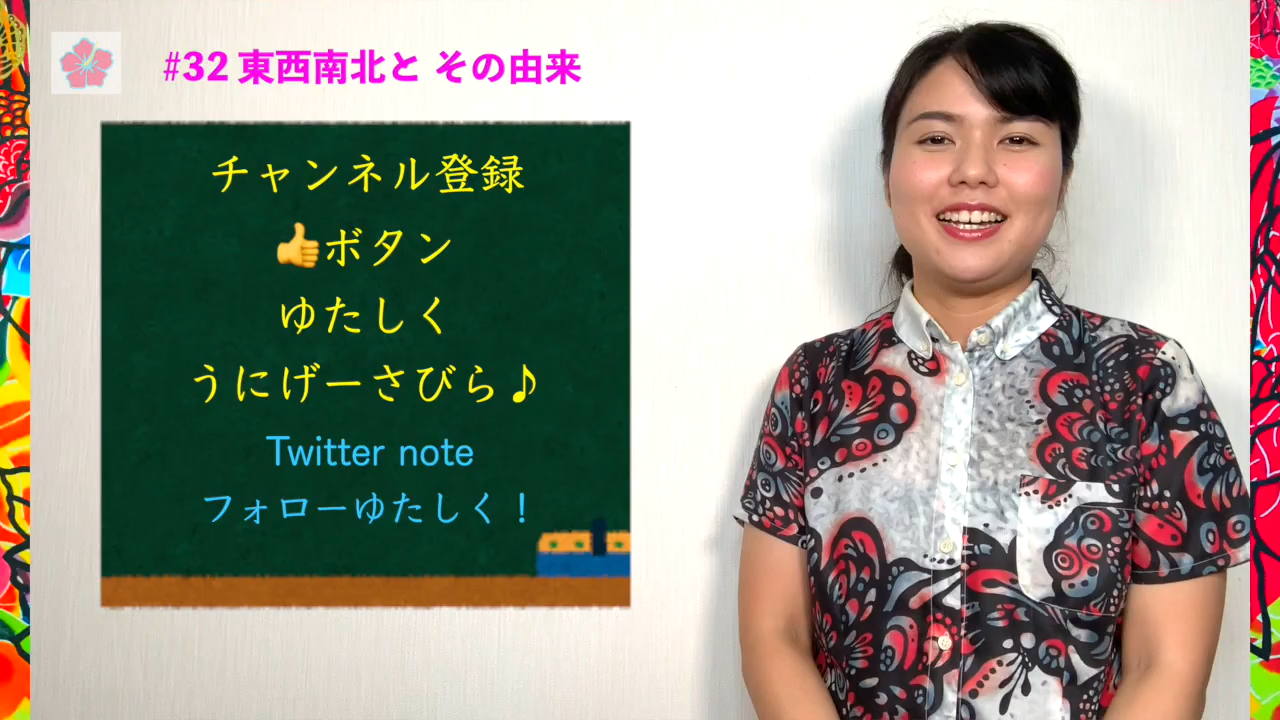 #32 東西南北と その由来
チャンネル登録
👍ボタン
ゆたしく
うにげーさびら♪
Twitter note
フォローゆたしく！